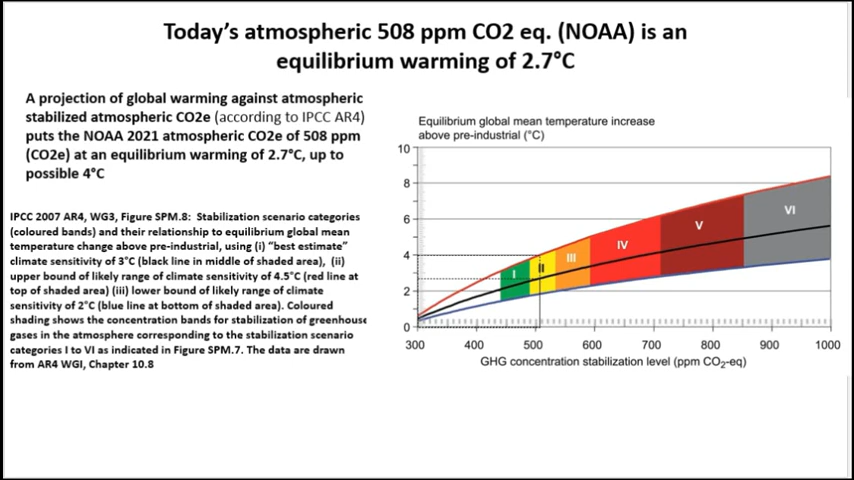 Today's atmospheric 508 ppm CO2 eq. (NOAA) is an
equilibrium warming of 2.7°C
A projection of global warming against atmospheric
stabilized atmospheric CO2e (according to IPCC AR4)
puts the NOAA 2021 atmospheric CO2e of 508 ppm
(CO2e) at an equilibrium warming of 2.7°C, up to
possible 4°C
IPCC 2007 AR4, WG3, Figure SPM.8: Stabilization scenario categories
(coloured bands) and their relationship to equilibrium global mean
temperature change above pre-industrial, using (i) "best estimate"
climate sensitivity of 3°C (black line in middle of shaded area), (ii)
upper bound of likely range of climate sensitivity of 4.5°C (red line at
top of shaded area) (iii) lower bound of likely range of climate
sensitivity of 2°C (blue line at bottom of shaded area). Coloured
shading shows the concentration bands for stabilization of greenhouse
gases in the atmosphere corresponding to the stabilization scenario
categories I to VI as indicated in Figure SPM.7. The data are drawn
from AR4 WGI, Chapter 10.8
Equilibrium global mean temperature increase
above pre-industrial (°C)
10
8
6
4
2
0
I
II
III
IV
V
VI
300 400 500 600 700 800 900 1000
GHG concentration stabilization level (ppm CO2-eq)